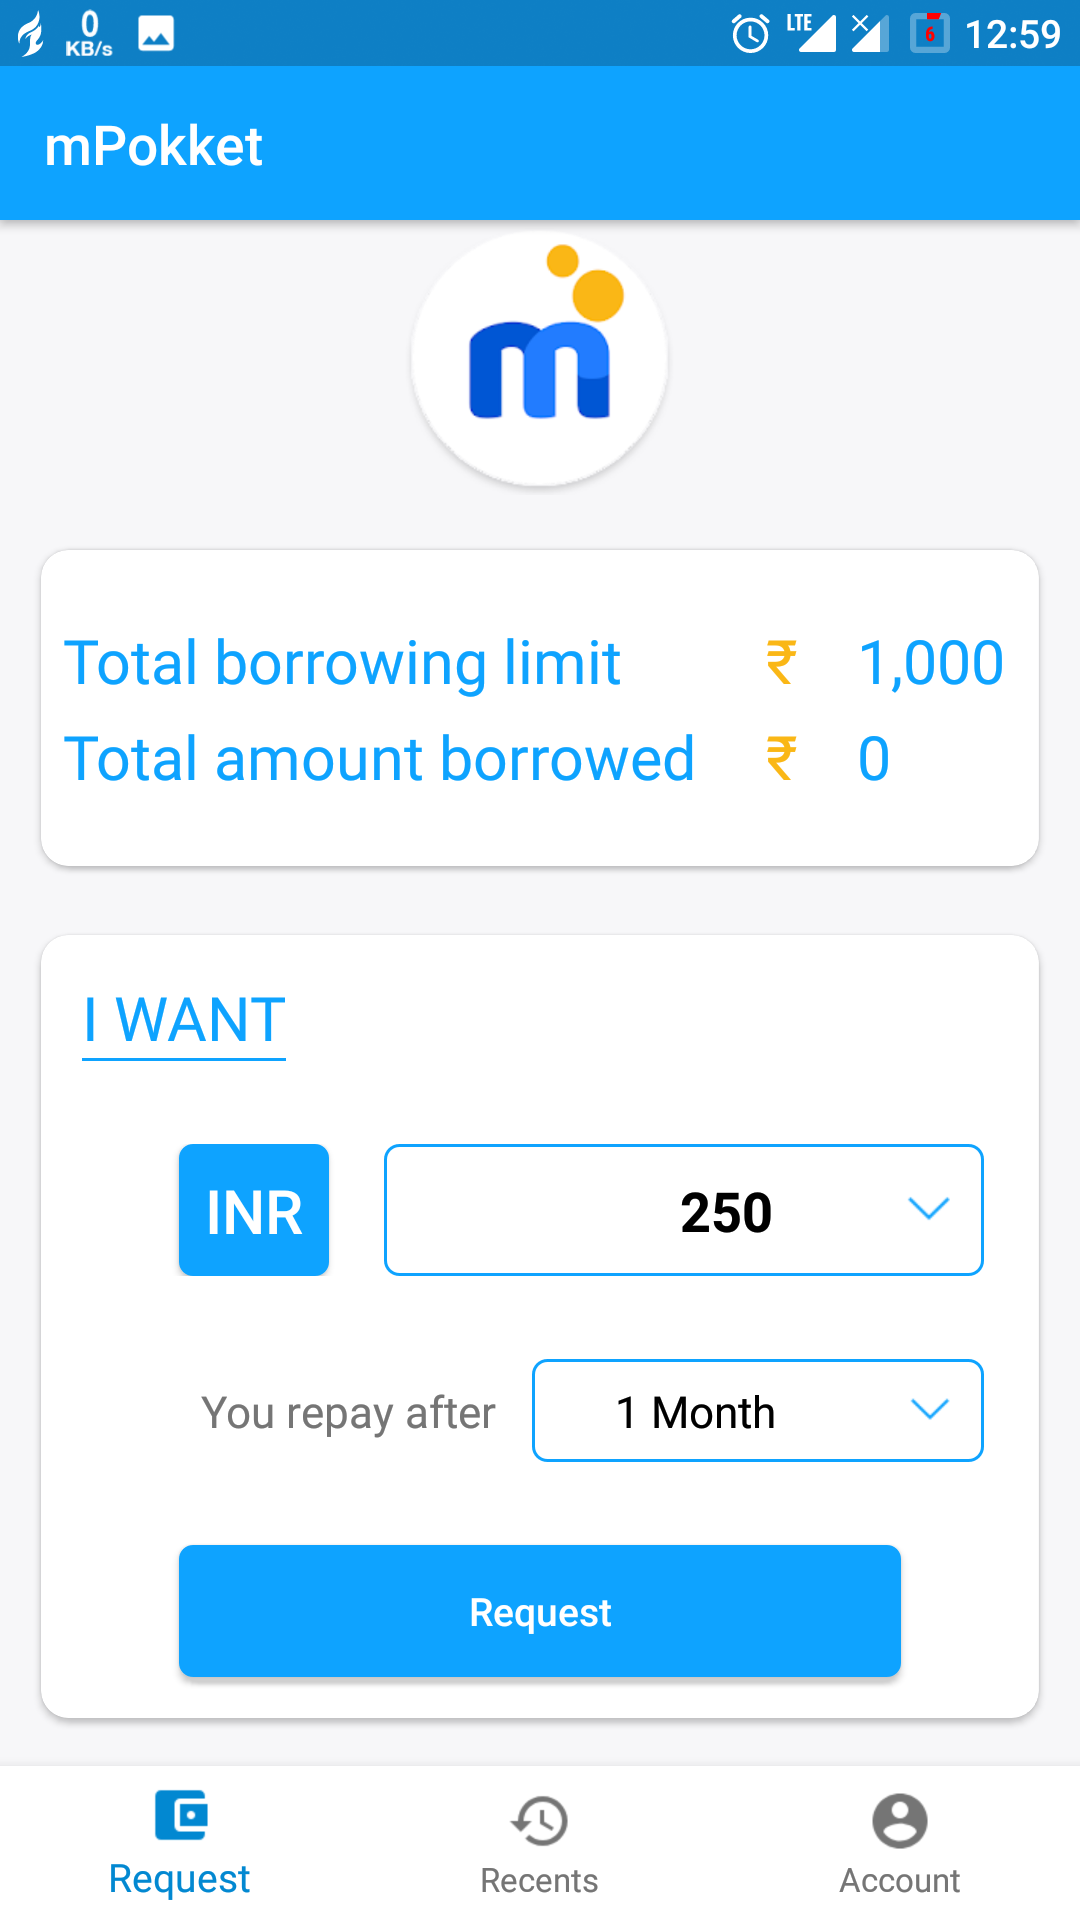 0
KB/s
LTE
6
12:59
mPokket
m
Total borrowing limit ₹ 1,000
Total amount borrowed ₹ 0
I WANT
INR 250
You repay after 1 Month
Request
Request Recents Account